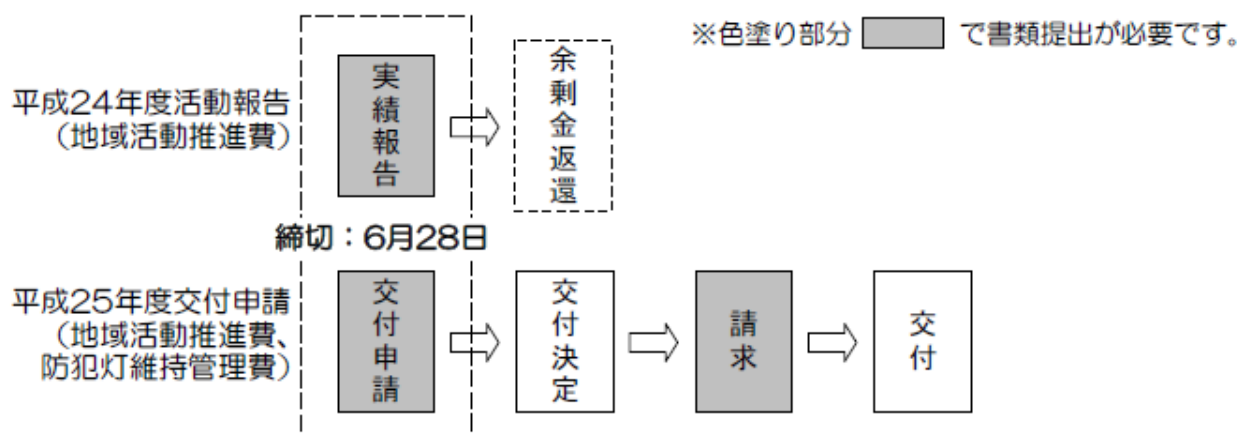 ※色塗り部分 で書類提出が必要です。
平成24年度活動報告
（地域活動推進費）
実績報告
余剰金返還
締切：6月28日
平成25年度交付申請
（地域活動推進費、
防犯灯維持管理費）
交付申請
交付決定
請求
交付